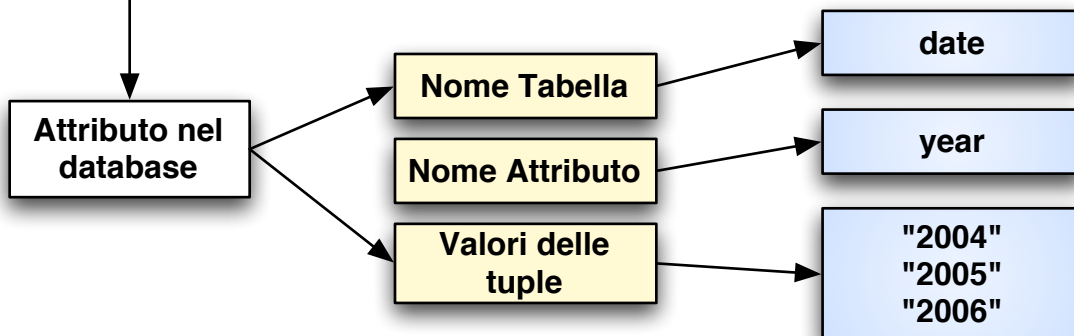 Attributo nel
database
Nome Tabella
date
Nome Attributo
year
Valori delle
tuple
"2004"
"2005"
"2006"